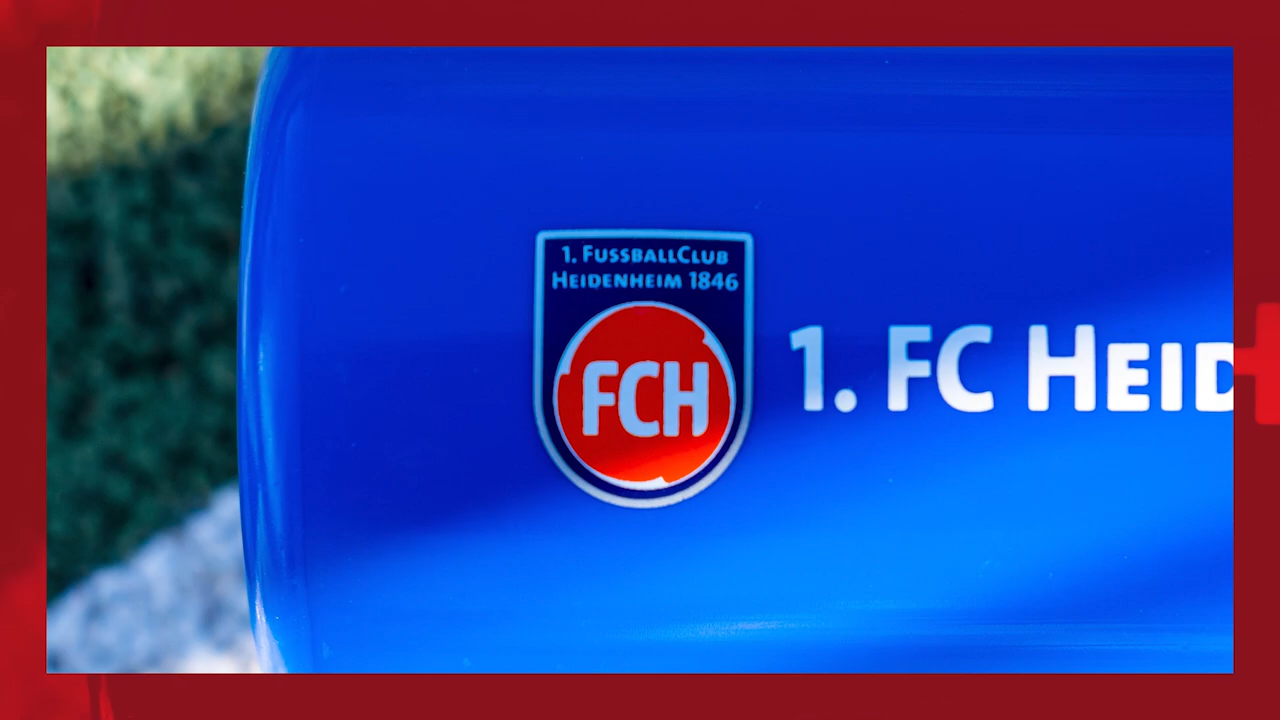 1. FUSSBALLCLUB
HEIDENHEIM 1846
FCH
1. FC HEID